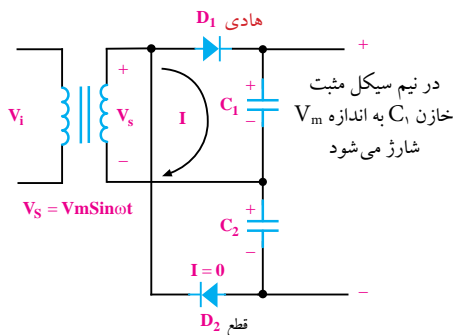 D₁ هادی
+
+
در نیم سیکل مثبت
خازن C₁ به اندازه Vₘ
شارژ می‌شود
+
Vᵢ
Vₛ
I
C₁
−
−
V_S = VmSinωt
+
C₂
−
I = 0
−
D₂ قطع